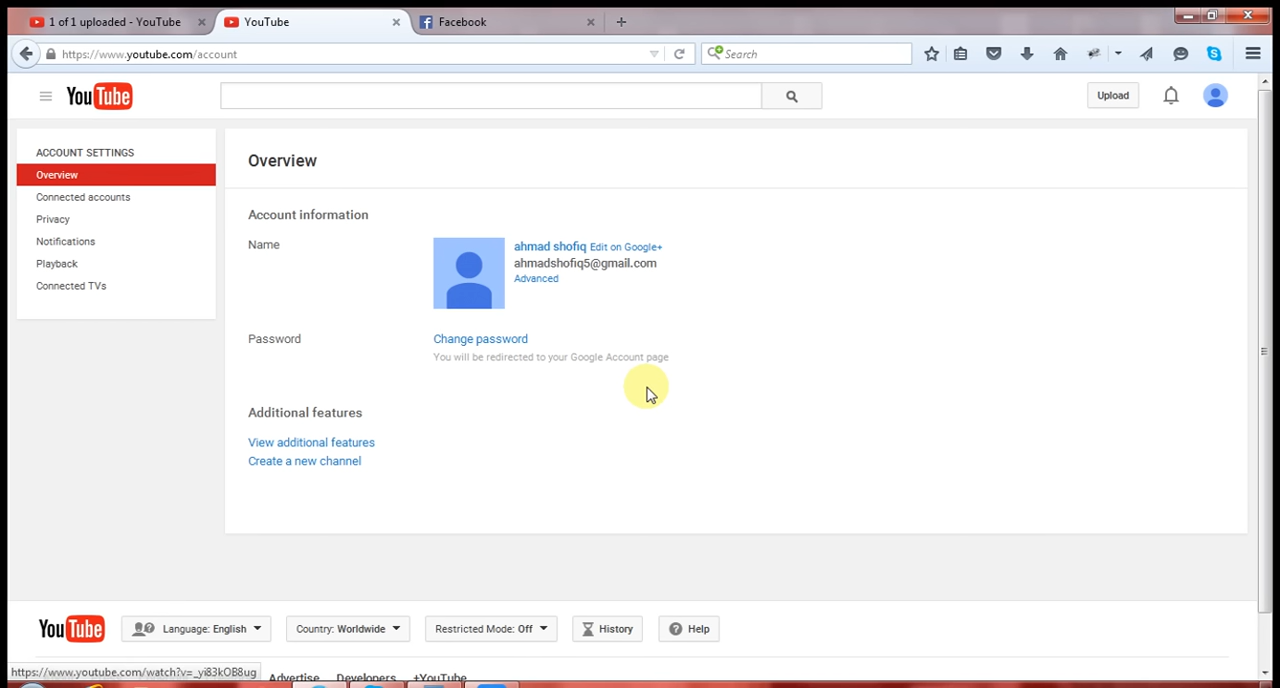 1 of 1 uploaded - YouTube
YouTube
Facebook
https://www.youtube.com/account
Search
YouTube
Upload
ACCOUNT SETTINGS
Overview
Connected accounts
Privacy
Notifications
Playback
Connected TVs
Overview
Account information
Name
ahmad shofiq Edit on Google+
ahmadshofiq5@gmail.com
Advanced
Password
Change password
You will be redirected to your Google Account page
Additional features
View additional features
Create a new channel
YouTube
Language: English
Country: Worldwide
Restricted Mode: Off
History
Help
https://www.youtube.com/watch?v=_yi83kOB8ug
Advertise
Developers
+YouTube